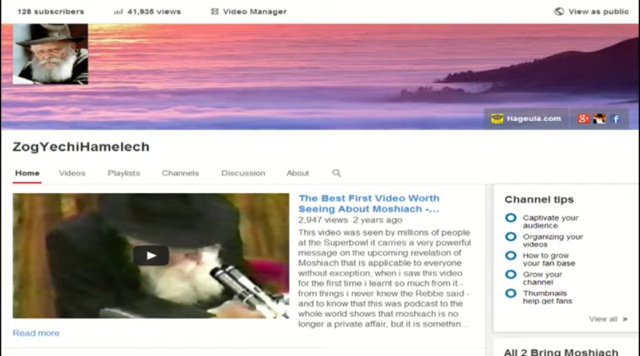 128 subscribers 41,935 views Video Manager View as public
Hageula.com
ZogYechiHamelech
Home Videos Playlists Channels Discussion About
The Best First Video Worth
Seeing About Moshiach -...
2,947 views 2 years ago
This video was seen by millions of people
at the Superbowl it carries a very powerful
message on the upcoming revelation of
Moshiach that is applicable to everyone
without exception, when i saw this video
for the first time i learnt so much from it -
from things i never knew the Rebbe said -
and to know that this was podcast to the
whole world shows that moshiach is no
longer a private affair, but it is somethin...
Read more
Channel tips
Captivate your
audience
Organizing your
videos
How to grow
your fan base
Grow your
channel
Thumbnails
help get fans
View all »
All 2 Bring Moshiach